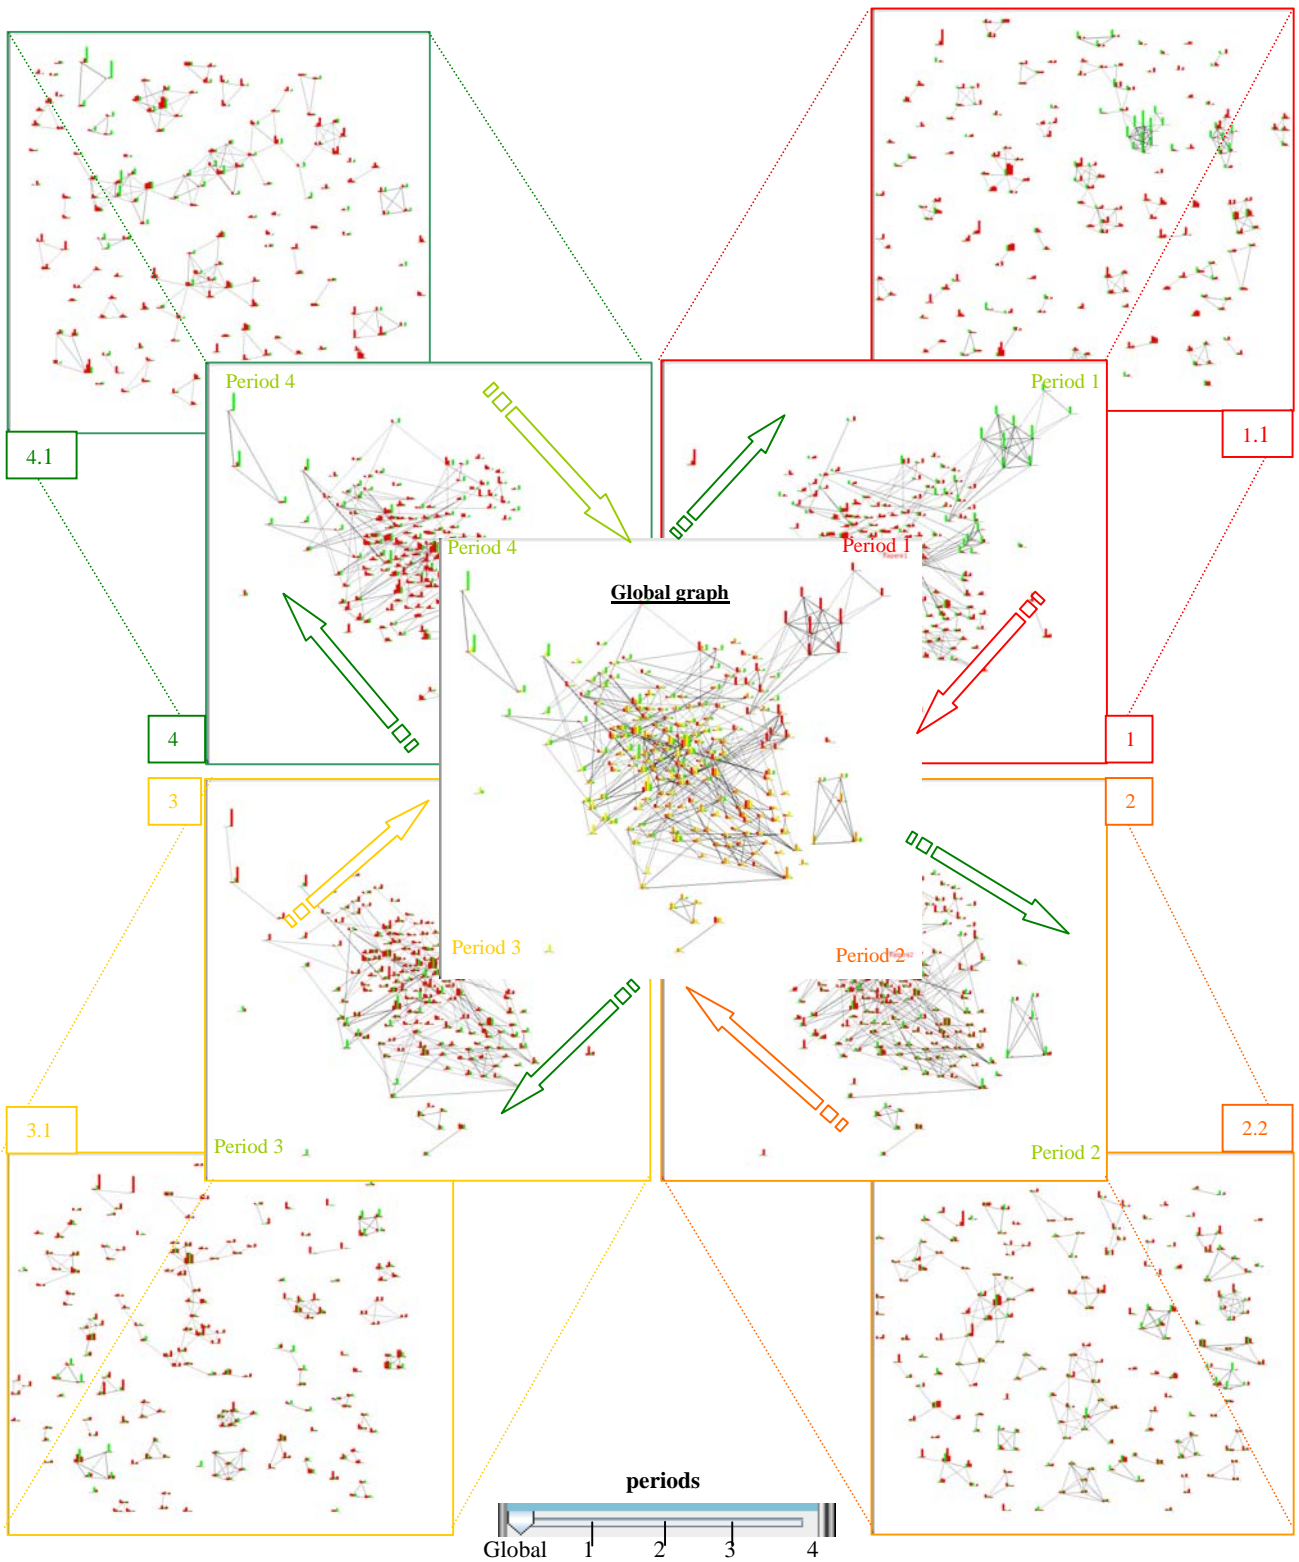 Period 4
Period 1
4.1
1.1
Period 4
Period 1
Global graph
4
1
3
2
Period 3
Period 2
3.1
2.2
Period 3
Period 2
periods
Global 1 2 3 4